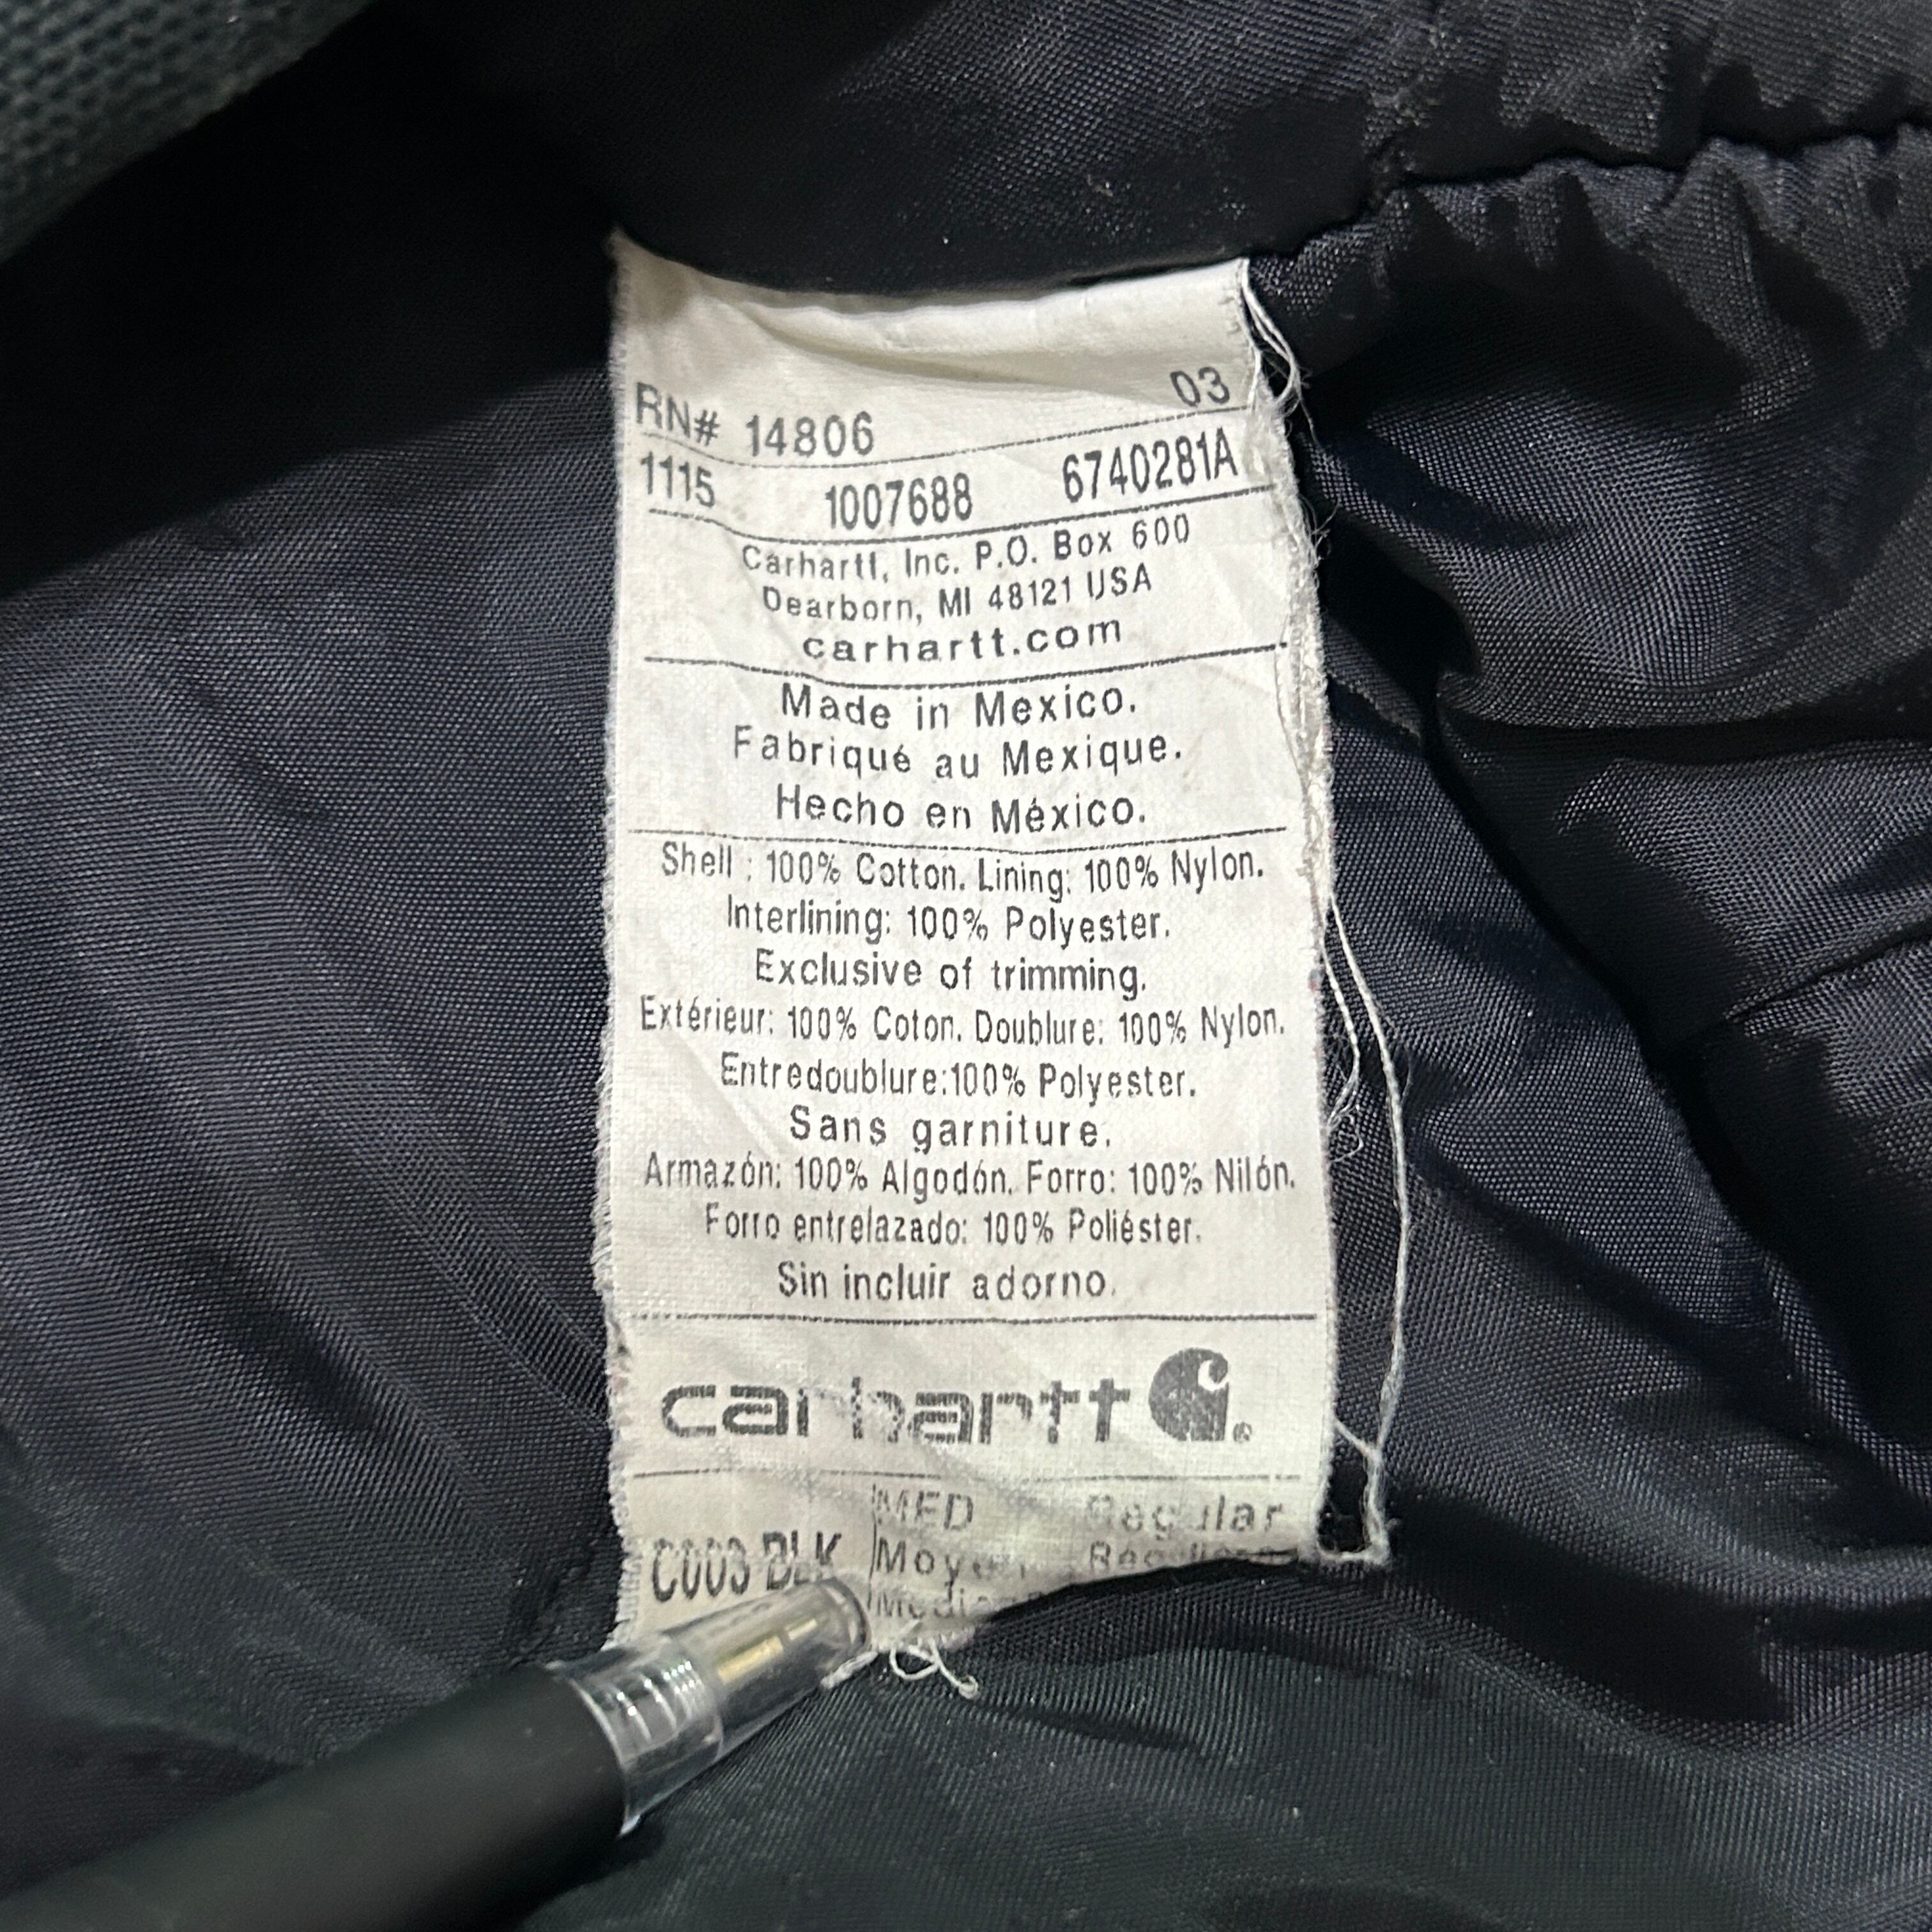 RN# 14806 03
1115 1007688 6740281A
Carhartt, Inc. P.O. Box 600
Dearborn, MI 48121 USA
carhartt.com
Made in Mexico.
Fabriqué au Mexique.
Hecho en México.
Shell : 100% Cotton. Lining: 100% Nylon.
Interlining: 100% Polyester.
Exclusive of trimming.
Extérieur: 100% Coton. Doublure: 100% Nylon.
Entredoublure:100% Polyester.
Sans garniture.
Armazón: 100% Algodón. Forro: 100% Nilón.
Forro entrelazado: 100% Poliéster.
Sin incluir adorno.
carhartt
MED Regular
C003 BLK